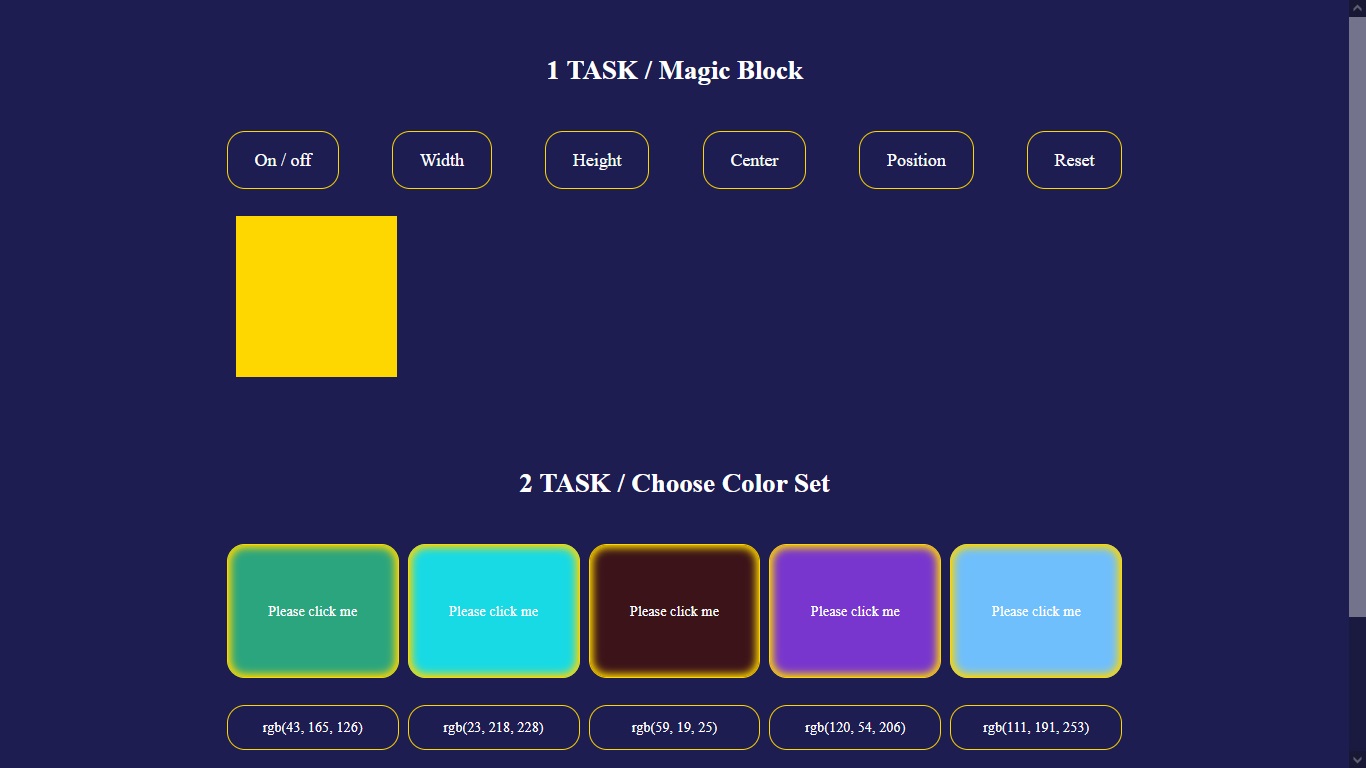 1 TASK / Magic Block
On / off Width Height Center Position Reset
2 TASK / Choose Color Set
Please click me Please click me Please click me Please click me Please click me
rgb(43, 165, 126) rgb(23, 218, 228) rgb(59, 19, 25) rgb(120, 54, 206) rgb(111, 191, 253)